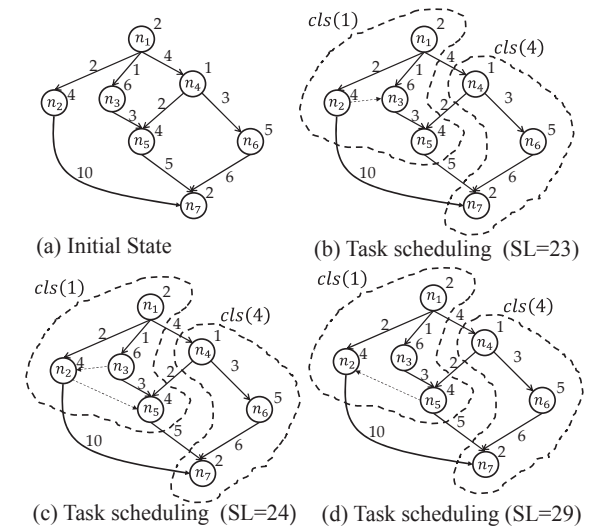 2
n₁
2
1
4
6
1
n₂
4
n₃
n₄
3
2
3
n₅
4
n₆
5
10
5
6
n₇
2
(a) Initial State
cls(1)
cls(4)
2
n₁
2
1
4
6
1
n₂
4
n₃
n₄
3
2
3
n₅
4
n₆
5
10
5
6
n₇
2
(b) Task scheduling (SL=23)
cls(1)
cls(4)
2
n₁
2
1
4
6
1
n₂
4
n₃
n₄
3
2
3
n₅
4
n₆
5
10
5
6
n₇
2
(c) Task scheduling (SL=24)
cls(1)
cls(4)
2
n₁
2
1
4
6
1
n₂
4
n₃
n₄
3
2
3
n₅
4
n₆
5
10
5
6
n₇
2
(d) Task scheduling (SL=29)